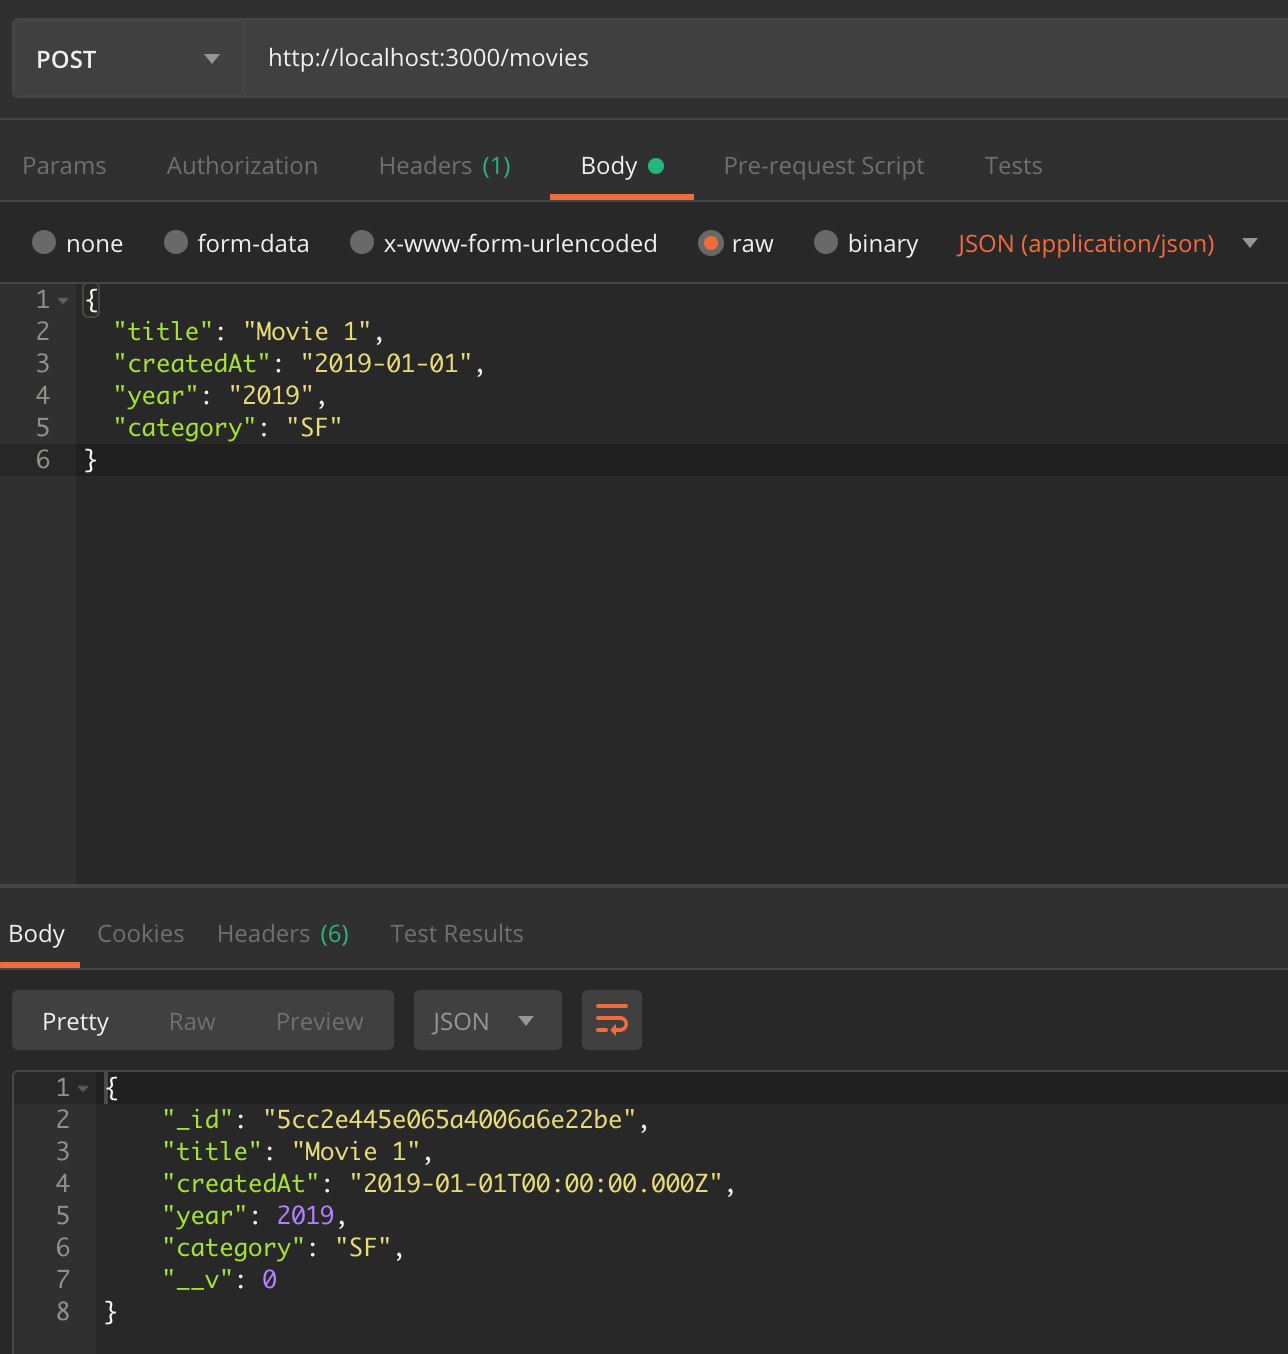 POST http://localhost:3000/movies
Params Authorization Headers (1) Body Pre-request Script Tests
none form-data x-www-form-urlencoded raw binary JSON (application/json)
1 {
2 "title": "Movie 1",
3 "createdAt": "2019-01-01",
4 "year": "2019",
5 "category": "SF"
6 }
Body Cookies Headers (6) Test Results
Pretty Raw Preview JSON
1 {
2 "_id": "5cc2e445e065a4006a6e22be",
3 "title": "Movie 1",
4 "createdAt": "2019-01-01T00:00:00.000Z",
5 "year": 2019,
6 "category": "SF",
7 "__v": 0
8 }